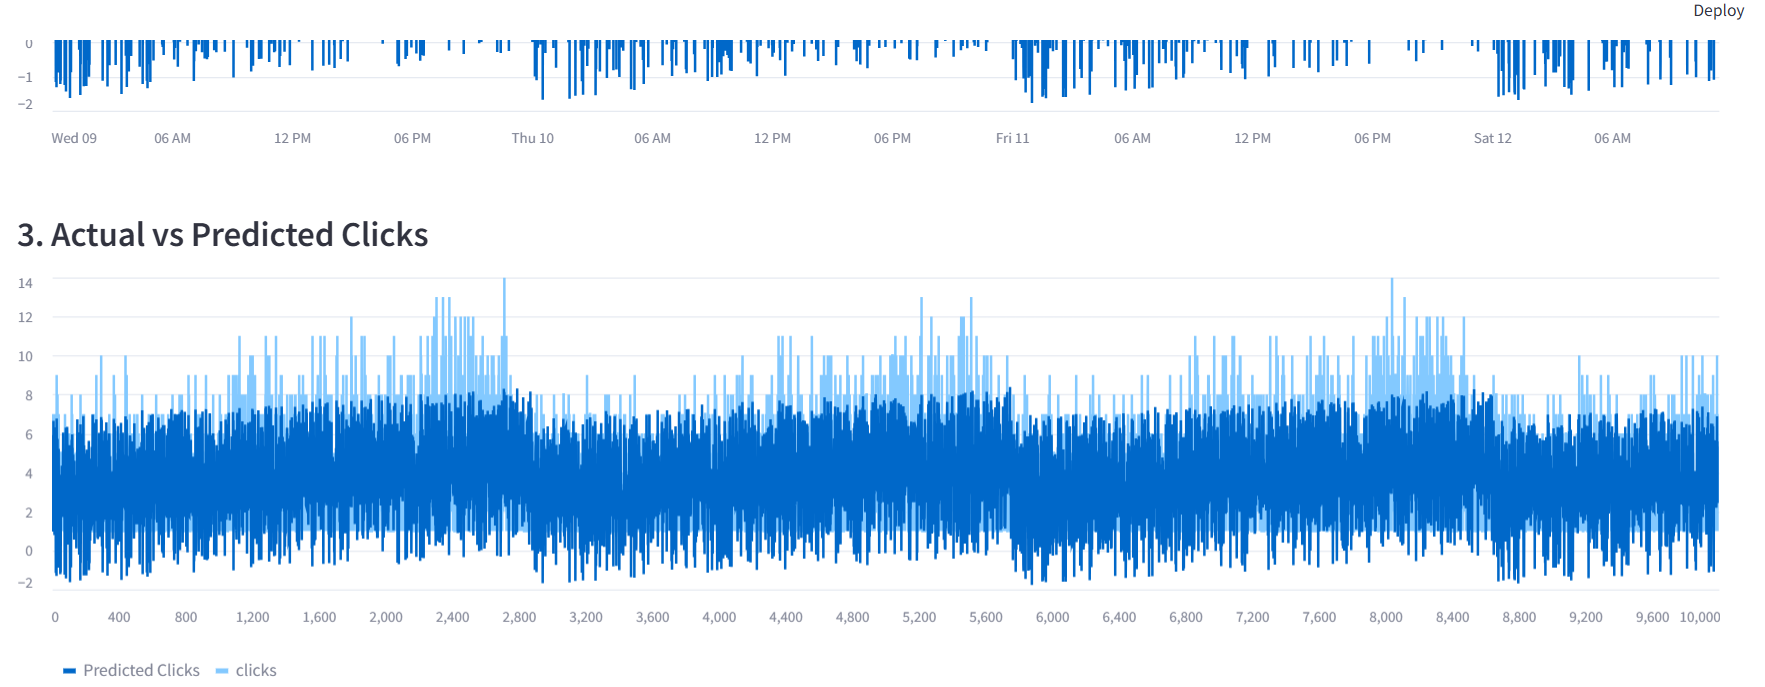 Deploy
0
−1
−2
Wed 09 06 AM 12 PM 06 PM Thu 10 06 AM 12 PM 06 PM Fri 11 06 AM 12 PM 06 PM Sat 12 06 AM
3. Actual vs Predicted Clicks
14
12
10
8
6
4
2
0
−2
0 400 800 1,200 1,600 2,000 2,400 2,800 3,200 3,600 4,000 4,400 4,800 5,200 5,600 6,000 6,400 6,800 7,200 7,600 8,000 8,400 8,800 9,200 9,600 10,000
Predicted Clicks clicks